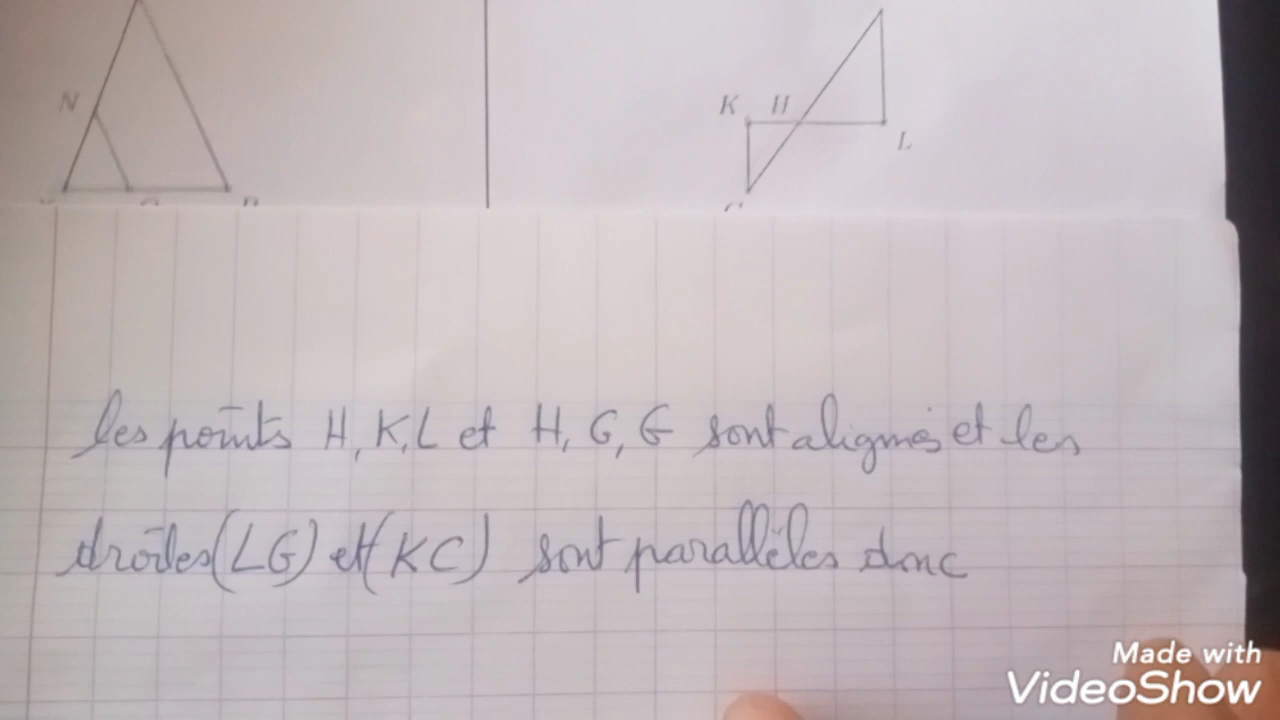 N
K H
L
les points H, K, L et H, C, G sont alignés et les
droites (LG) et (KC) sont parallèles donc
Made with
VideoShow